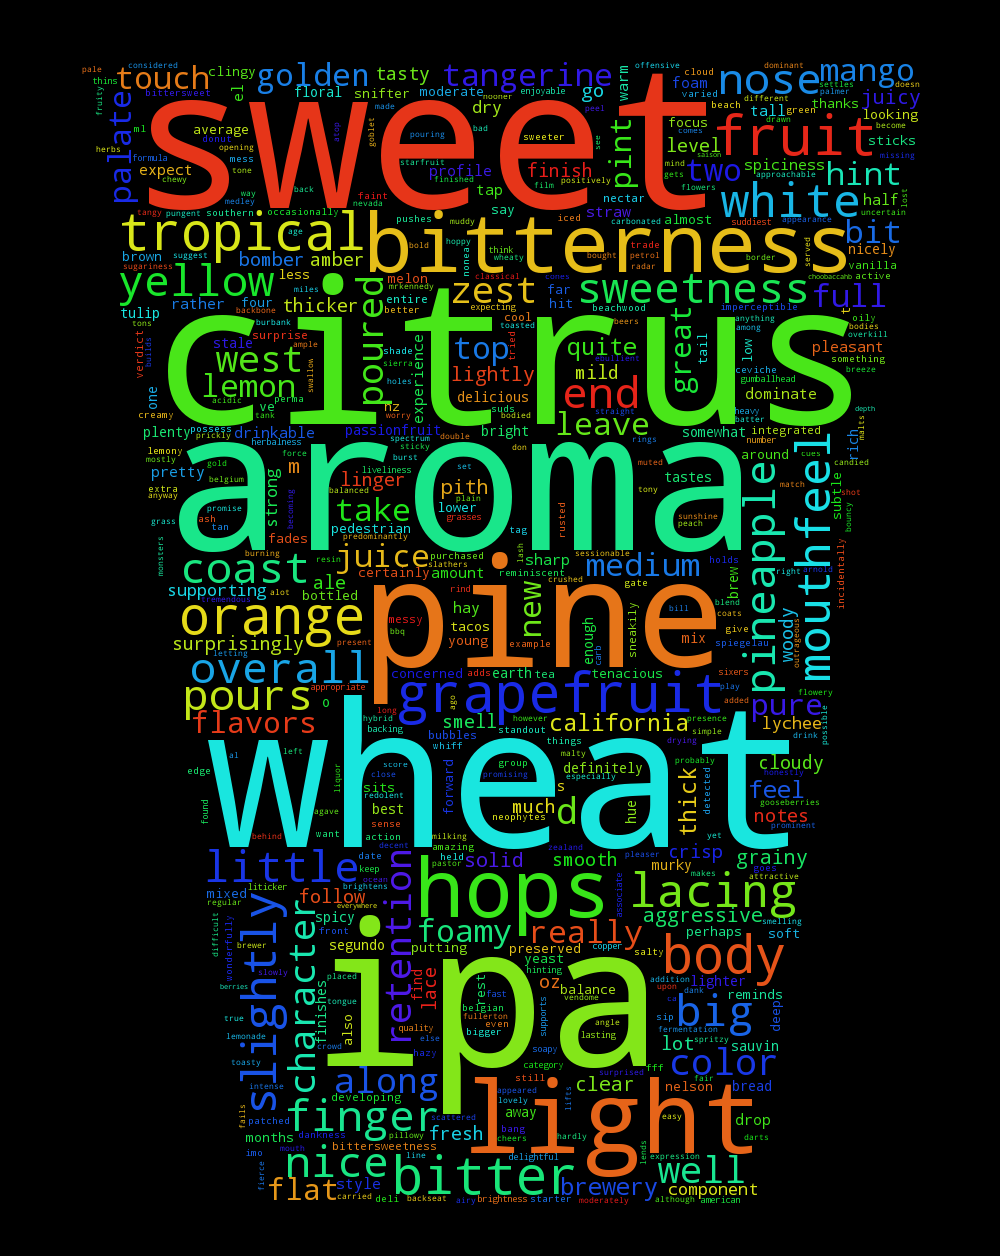 pale considered touch golden tasty tangerine nose mango
thins clingy moderate go foam cloud offensive dominant settles doesn
fruity bittersweet el floral snifter nooner enjoyable warm varied beach different green palmer
palate sweet dry pint tall thanks juicy
ml average made goblet bad peel focus drawn become looking
donut atop pouring sweeter see comes fruit sticks
herbs formula opening starfruit level saison missing
expect mess tone profile finish mind two spiciness hint
chewy back finished film positively gets approachable
way medley faint tap nectar flowers white half lost
tangy pungent southern occasionally nevada pushes say iced straw carbonated almost suddiest appearance uncertain
tropical age muddy bold hoppy bitterness trade border bit
brown suggest bomber amber nonea think wheaty bought petrol served nicely
sugariness radar vanilla
yellow less melon classical cones choobaccahb active
tons rather four miles backbone thicker mrkennedy zest far beachwood sweetness imperceptible full
tulip entire better expecting hit great anything oily
burbank poured cool toasted beers among bodies overkill
verdict builds stale surprise ample shade experience top tried quite tail low pleasant
west swallow sierra lightly mild ebullient ceviche something breeze
one lemon acidic holes delicious end straight gumballhead dominate
creamy ve tank perma worry nz suds bodied leave heavy batter t
citrus
plenty possess drinkable passionfruit bright rings somewhat integrated depth
lemony prickly herbalness spectrum double don number malts
mostly force sticky burst muted around cues rich
pretty gold m liveliness set tastes candied
extra belgium strong linger balanced pith plain tony match subtle shot
anyway aroma lower sunshine peach bouncy
promise becoming take tag rusted
grass ash tan pedestrian grasses pineapple mouthfeel
fades predominantly
monsters burning resin juice purchased slathers lash sharp sessionable medium holds
coast alot certainly amount reminiscent crushed gate brew right arnold incidentally
supporting tremendous ale bottled rind bill blend
orange letting messy hay tacos new carb coats woody
surprisingly present bbq young example enough sneakily mix give spiegelau outrageous
overall concerned adds earth tea tenacious sixers flowery
pine play
pours appropriate long grapefruit added pure
o ago
flavors hybrid backing smell however california presence lychee possible
left bubbles standout things simple drink
al whiff malty drying
edge score group definitely probably cloudy
liquor close forward promising especially honestly
wheat sits redolent s thick detected feel
found agave best much d hue gooseberries
want sense neophytes notes prominent
behind action milking yet
little date decent amazing held pastor zealand pleaser crisp goes grainy
keep solid smooth murky attractive
mixed liticker ocean brightens hops makes
regular follow everywhere retention associate lacing
slightly character spicy aggressive smelling
difficult wonderfully front foamy really perhaps soft
brewer segundo putting preserved copper body
slowly yeast salty
berries placed find lace hinting oz balance addition lighter
tongue rest vendome upon dank big reminds
true finishes also fast belgian supports ca deep
lemonade quality fullerton even angle sip fermentation
ipa bigger lasting lot spritzy sauvin
toasty crowd else hazy soapy color
category fff surprised fair
intense along still lifts clear nelson bread
patched developing appeared lovely
fails finger scattered away easy drop
months dankness pillowy fresh bang cheers light hardly darts
imo mouth bittersweetness line delightful lends expression
fierce nice style bitter well
flat carried deli backseat airy brightness starter brewery moderately although component american